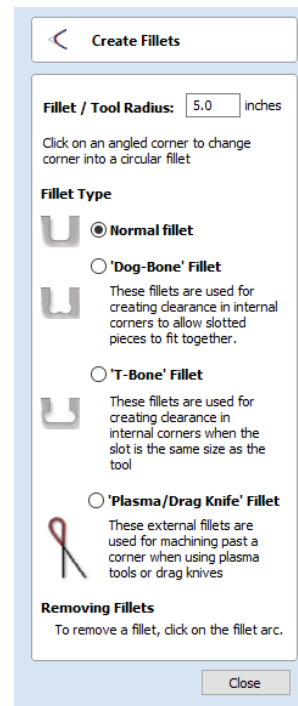 Create Fillets
Fillet / Tool Radius: 5.0 inches
Click on an angled corner to change
corner into a circular fillet
Fillet Type
Normal fillet
'Dog-Bone' Fillet
These fillets are used for
creating clearance in internal
corners to allow slotted
pieces to fit together.
'T-Bone' Fillet
These fillets are used for
creating clearance in
internal corners when the
slot is the same size as the
tool
'Plasma/Drag Knife' Fillet
These external fillets are
used for machining past a
corner when using plasma
tools or drag knives
Removing Fillets
To remove a fillet, click on the fillet arc.
Close